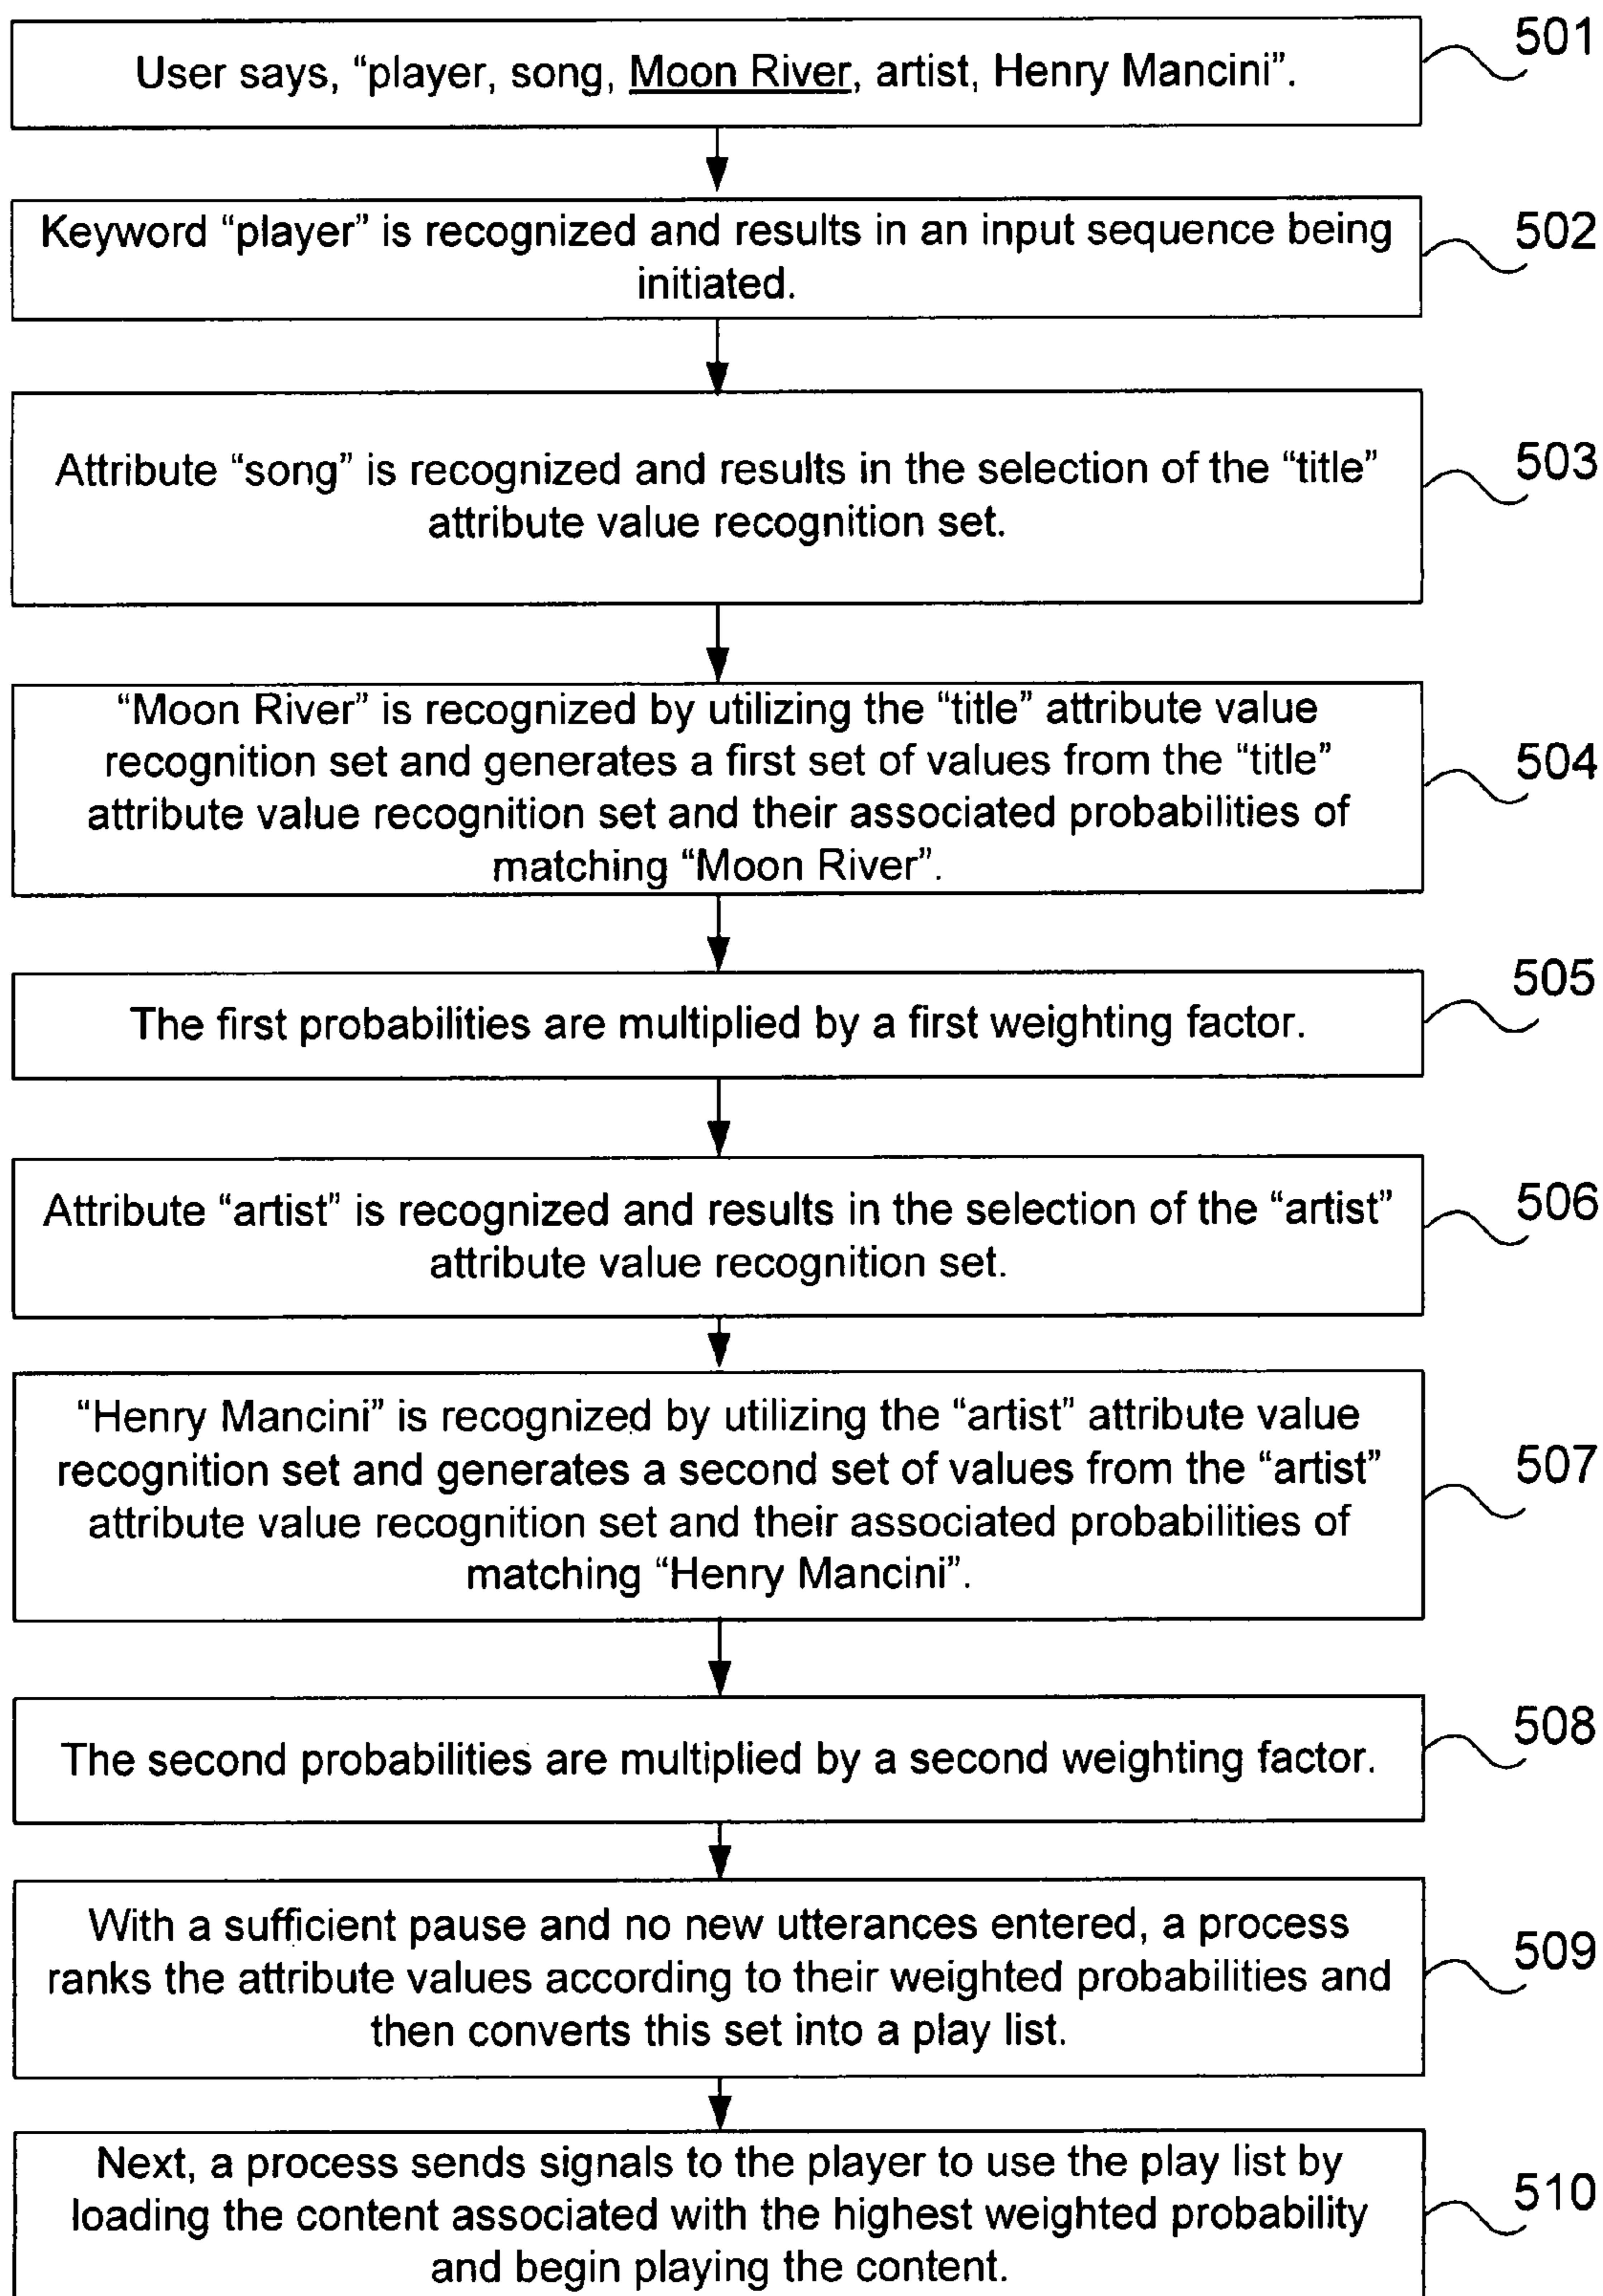 501
User says, “player, song, Moon River, artist, Henry Mancini”.
502
Keyword “player” is recognized and results in an input sequence being
initiated.
503
Attribute “song” is recognized and results in the selection of the “title”
attribute value recognition set.
504
“Moon River” is recognized by utilizing the “title” attribute value
recognition set and generates a first set of values from the “title”
attribute value recognition set and their associated probabilities of
matching “Moon River”.
505
The first probabilities are multiplied by a first weighting factor.
506
Attribute “artist” is recognized and results in the selection of the “artist”
attribute value recognition set.
507
“Henry Mancini” is recognized by utilizing the “artist” attribute value
recognition set and generates a second set of values from the “artist”
attribute value recognition set and their associated probabilities of
matching “Henry Mancini”.
508
The second probabilities are multiplied by a second weighting factor.
509
With a sufficient pause and no new utterances entered, a process
ranks the attribute values according to their weighted probabilities and
then converts this set into a play list.
510
Next, a process sends signals to the player to use the play list by
loading the content associated with the highest weighted probability
and begin playing the content.